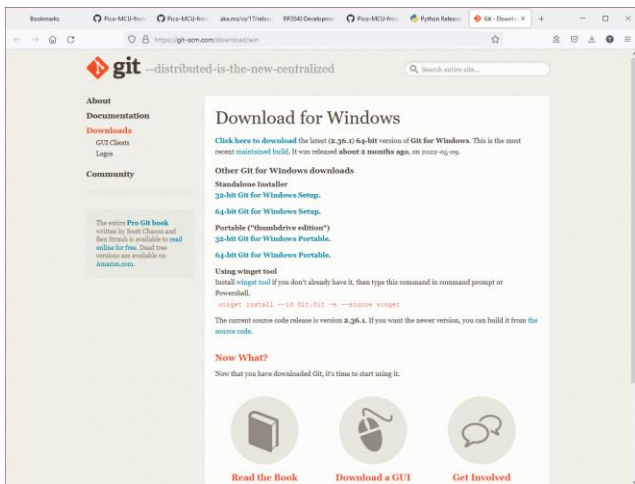 Bookmarks
Pico-MCU-from
Pico-MCU-from
aka.ms/vs/17/releas
RP2040 Developme
Pico-MCU-from
Python Release
Git - Downlo
https://git-scm.com/download/win
git --distributed-is-the-new-centralized
Search entire site...
About
Documentation
Downloads
GUI Clients
Logos
Community
The entire Pro Git book
written by Scott Chacon and
Ben Straub is available to read
online for free. Dead tree
versions are available on
Amazon.com.
Download for Windows
Click here to download the latest (2.36.1) 64-bit version of Git for Windows. This is the most
recent maintained build. It was released about 2 months ago, on 2022-05-09.
Other Git for Windows downloads
Standalone Installer
32-bit Git for Windows Setup.
64-bit Git for Windows Setup.
Portable ("thumbdrive edition")
32-bit Git for Windows Portable.
64-bit Git for Windows Portable.
Using winget tool
Install winget tool if you don't already have it, then type this command in command prompt or
Powershell.
winget install --id Git.Git -e --source winget
The current source code release is version 2.36.1. If you want the newer version, you can build it from the
source code.
Now What?
Now that you have downloaded Git, it's time to start using it.
Read the Book
Download a GUI
Get Involved